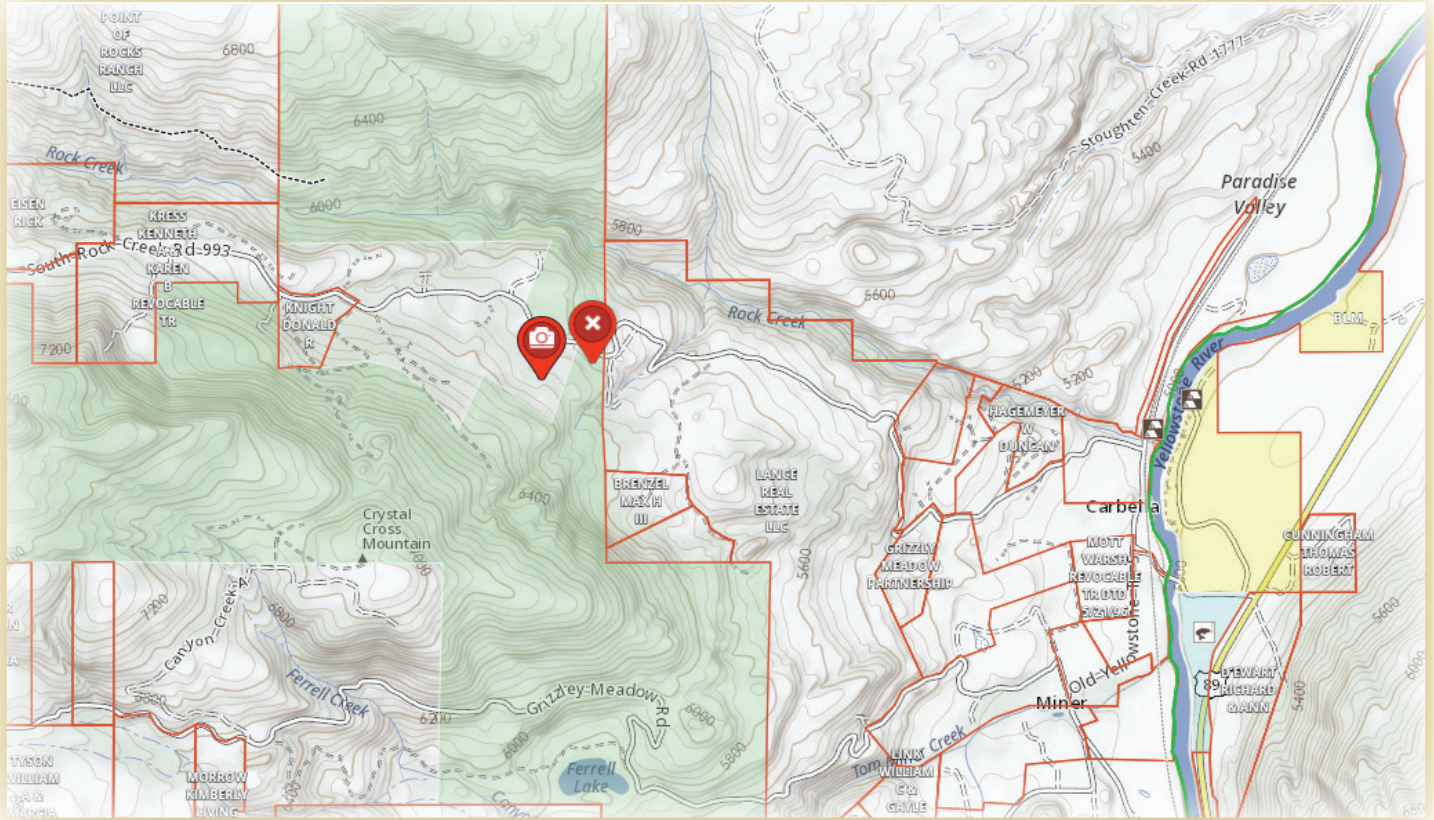 POINT
OF
ROCKS
RANCH
LLC
6800
6400
Stoughten-Creek-Rd-1777
5400
Paradise
Valley
Rock Creek
EISEN
RICK
KRESS
KENNETH
A &
KAREN
B
REVOCABLE
TR
South-Rock-Creek-Rd-993
6000
5800
5600
KNIGHT
DONALD
R
Rock Creek
BLM
7200
Yellowstone River
5200
5200
HAGEMEYER
W
DUNCAN
BRENZEL
MAX H
III
LANCE
REAL
ESTATE
LLC
6400
Carbella
Crystal
Cross
Mountain
7000
5600
GRIZZLY
MEADOW
PARTNERSHIP
MOTT
WARSH
REVOCABLE
TR DTD
5/21/96
CUNNINGHAM
THOMAS
ROBERT
7200
6800
Canyon-Creek
5600
6000
Ferrell Creek
6200
Grizzley-Meadow-Rd
6000
6000
5800
Old-Yellowstone
Miner
89
D'EWART
RICHARD
& ANN
5400
Tom Miner Creek
LINK
WILLIAM
C &
GAYLE
TYSON
WILLIAM
A &
MARCIA
MORROW
KIMBERLY
LIVING
Ferrell
Lake